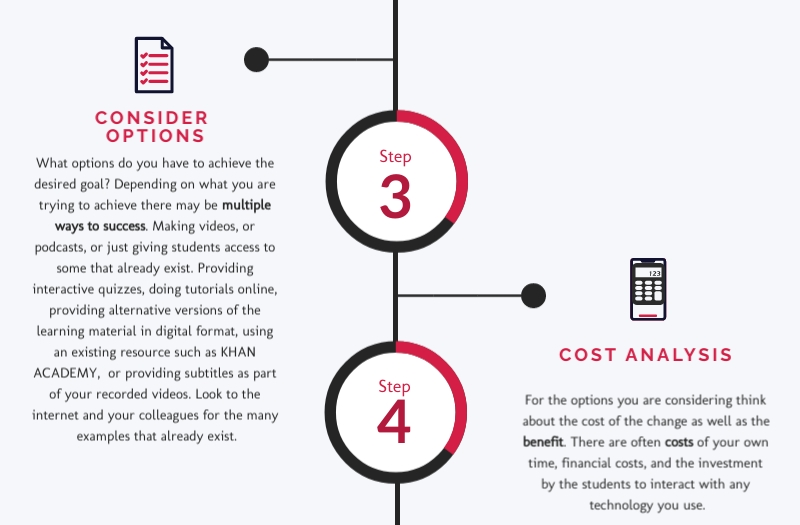 CONSIDER
OPTIONS
What options do you have to achieve the
desired goal? Depending on what you are
trying to achieve there may be multiple
ways to success. Making videos, or
podcasts, or just giving students access to
some that already exist. Providing
interactive quizzes, doing tutorials online,
providing alternative versions of the
learning material in digital format, using
an existing resource such as KHAN
ACADEMY,  or providing subtitles as part
of your recorded videos. Look to the
internet and your colleagues for the many
examples that already exist.
Step
3
123
COST ANALYSIS
For the options you are considering think
about the cost of the change as well as the
benefit. There are often costs of your own
time, financial costs, and the investment
by the students to interact with any
technology you use.
Step
4